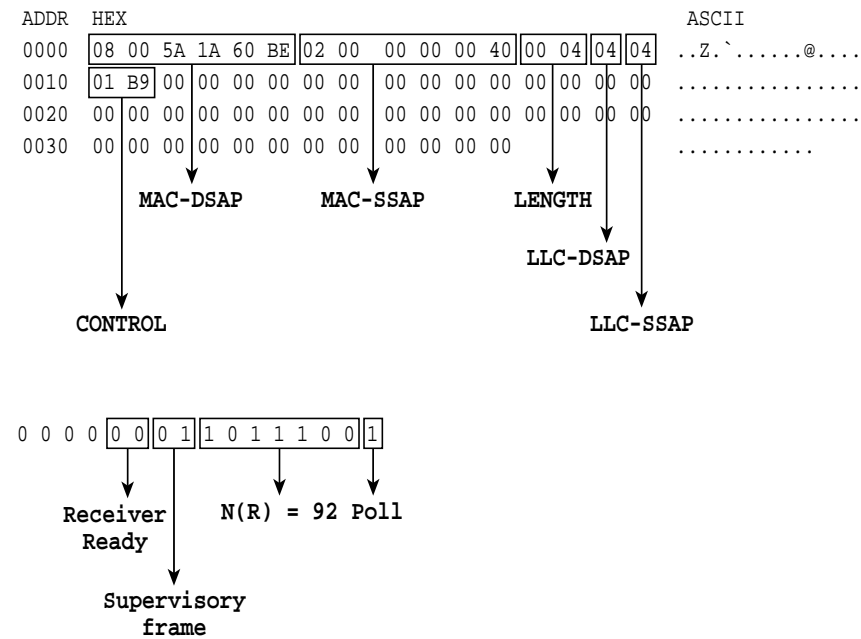 ADDR HEX ASCII
0000 08 00 5A 1A 60 BE 02 00 00 00 00 40 00 04 04 04 ..Z.`......@....
0010 01 B9 00 00 00 00 00 00 00 00 00 00 00 00 00 00 ................
0020 00 00 00 00 00 00 00 00 00 00 00 00 00 00 00 00 ................
0030 00 00 00 00 00 00 00 00 00 00 00 00 ............
MAC-DSAP MAC-SSAP LENGTH
LLC-DSAP
CONTROL LLC-SSAP
0 0 0 0 0 0 0 1 1 0 1 1 1 0 0 1
Receiver N(R) = 92 Poll
Ready
Supervisory
frame